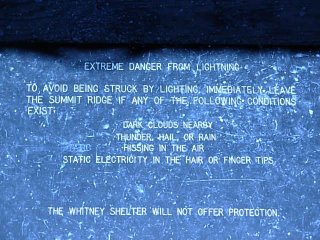 EXTREME DANGER FROM LIGHTNING
TO AVOID BEING STRUCK BY LIGHTING, IMMEDIATELY LEAVE
THE SUMMIT RIDGE IF ANY OF THE FOLLOWING CONDITIONS
EXIST:
DARK CLOUDS NEARBY
THUNDER, HAIL, OR RAIN
HISSING IN THE AIR
STATIC ELECTRICITY IN THE HAIR OR FINGER TIPS
THE WHITNEY SHELTER WILL NOT OFFER PROTECTION.